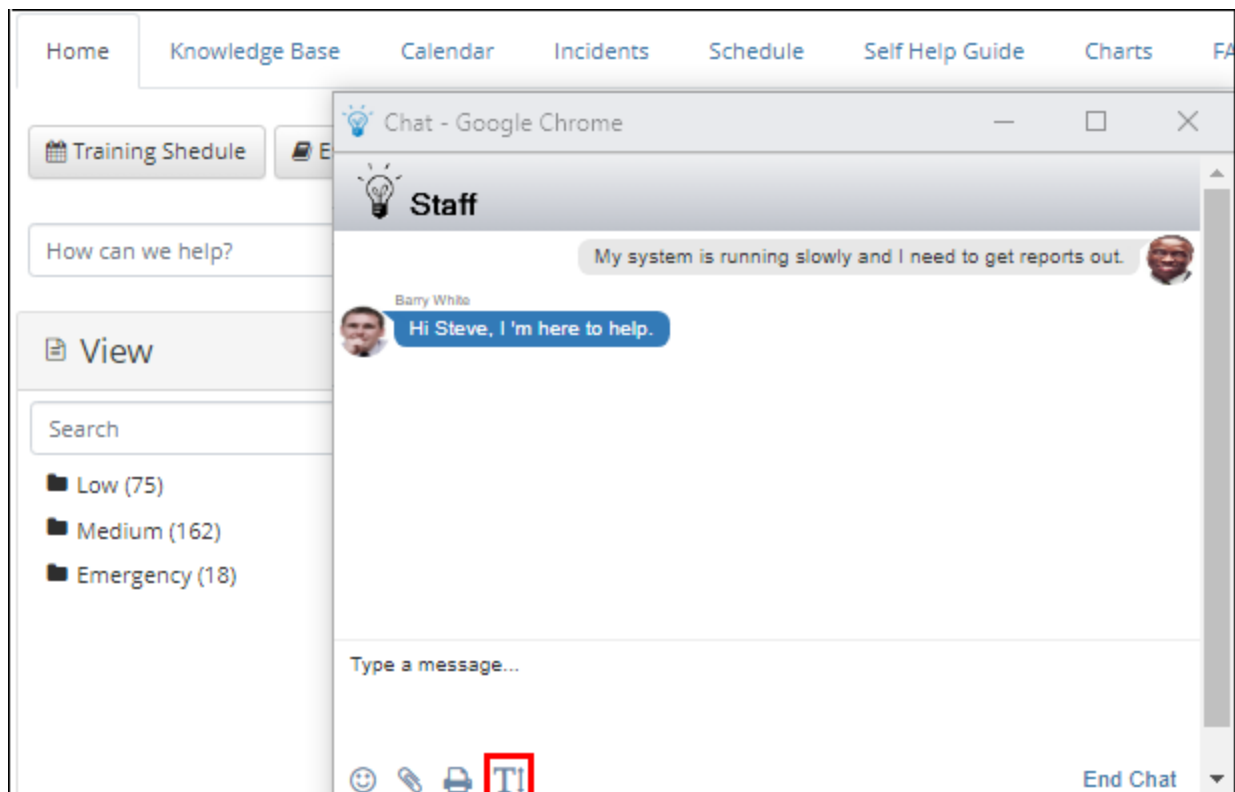 Home Knowledge Base Calendar Incidents Schedule Self Help Guide Charts FA
Chat - Google Chrome
Training Shedule E
Staff
How can we help?
My system is running slowly and I need to get reports out.
Barry White
Hi Steve, I 'm here to help.
View
Search
Low (75)
Medium (162)
Emergency (18)
Type a message...
End Chat